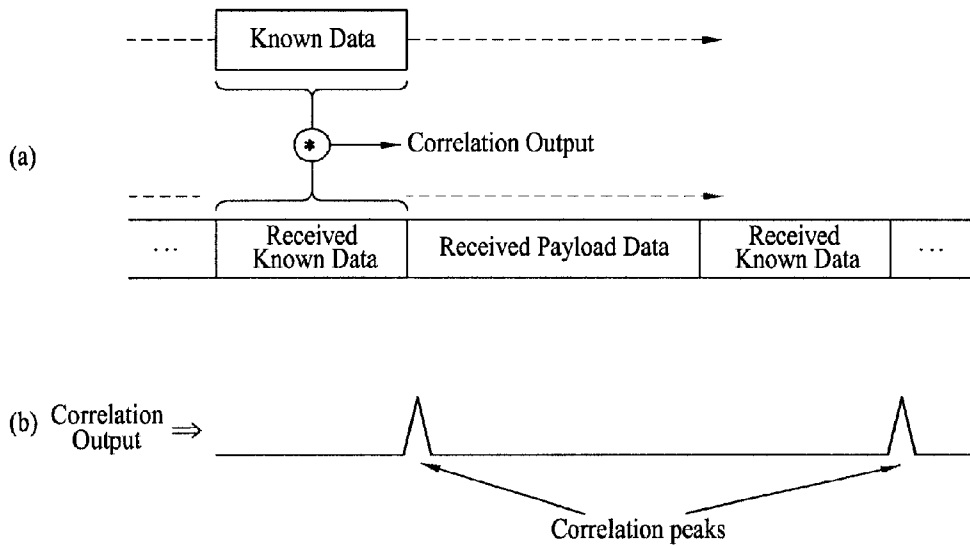 Known Data
(a)
*
Correlation Output
...
Received
Known Data
Received Payload Data
Received
Known Data
...
(b)
Correlation
Output
⇒
Correlation peaks